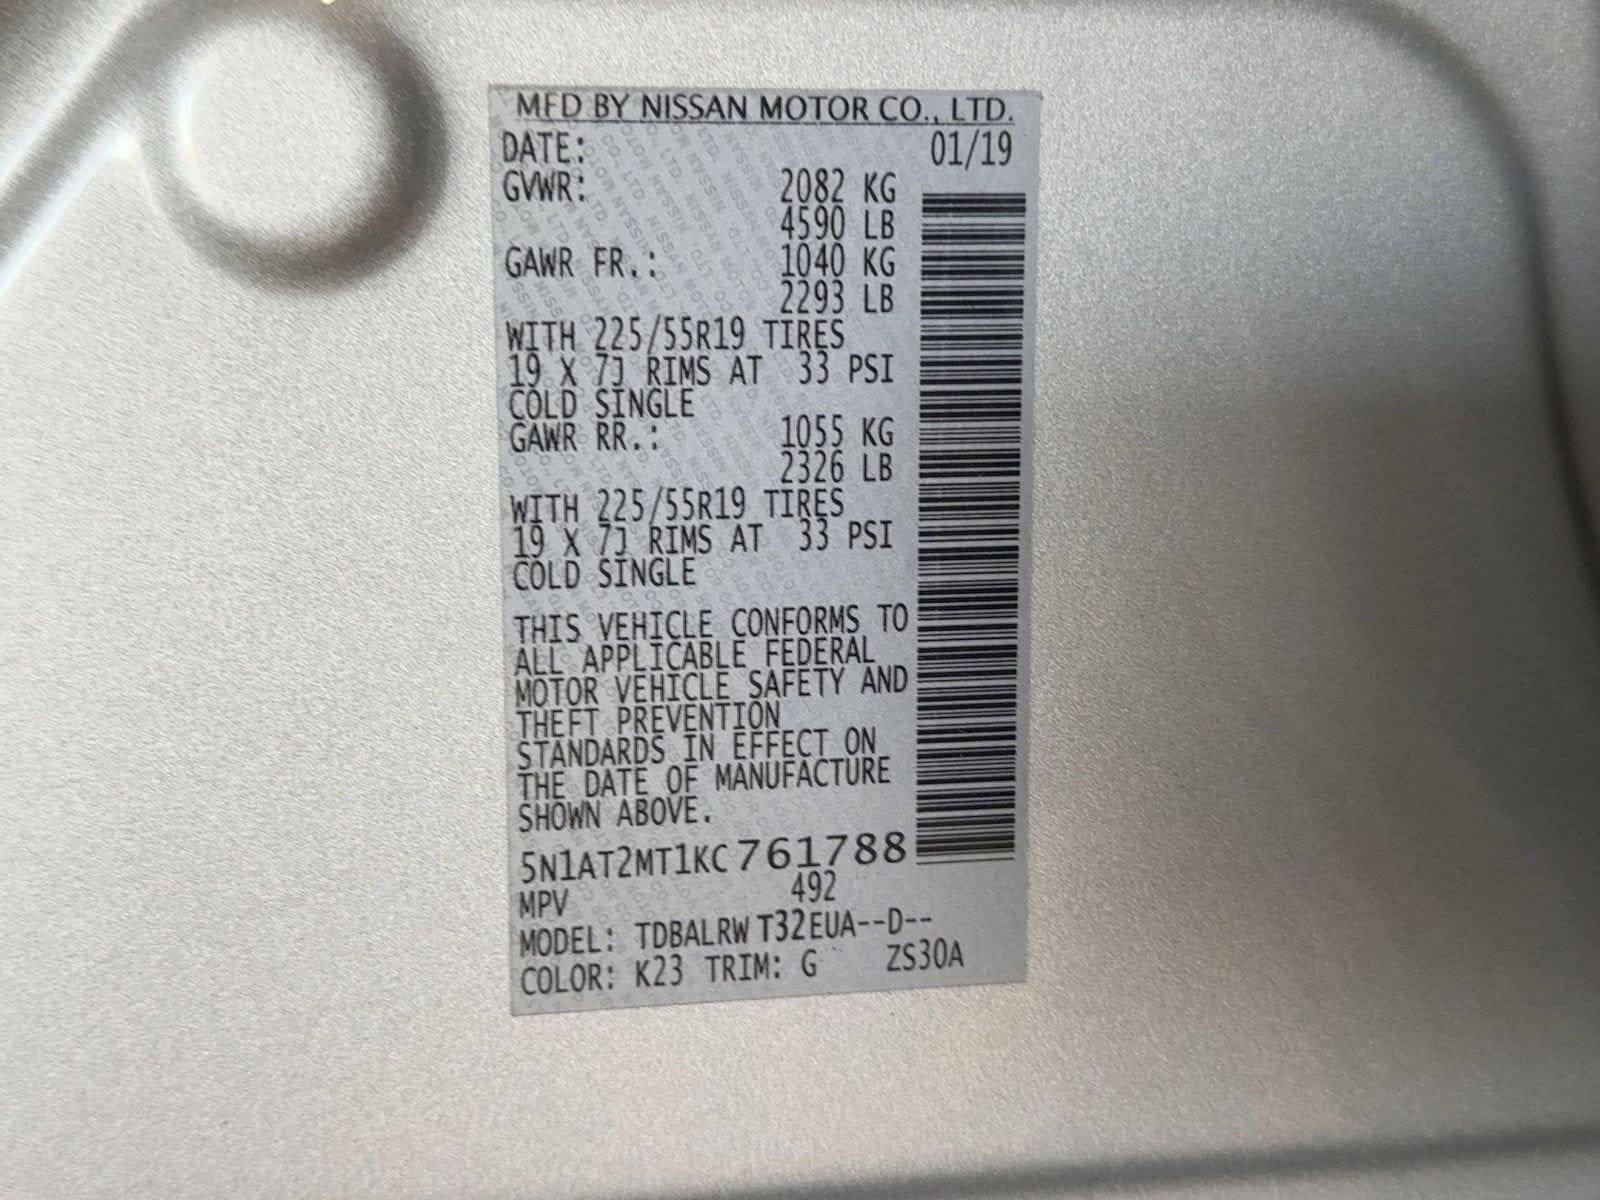 MFD BY NISSAN MOTOR CO., LTD.
DATE: 01/19
GVWR: 2082 KG
4590 LB
GAWR FR.: 1040 KG
2293 LB
WITH 225/55R19 TIRES
19 X 7J RIMS AT 33 PSI
COLD SINGLE
GAWR RR.: 1055 KG
2326 LB
WITH 225/55R19 TIRES
19 X 7J RIMS AT 33 PSI
COLD SINGLE
THIS VEHICLE CONFORMS TO
ALL APPLICABLE FEDERAL
MOTOR VEHICLE SAFETY AND
THEFT PREVENTION
STANDARDS IN EFFECT ON
THE DATE OF MANUFACTURE
SHOWN ABOVE.
5N1AT2MT1KC761788
MPV 492
MODEL: TDBALRW T32EUA--D--
COLOR: K23 TRIM: G ZS30A